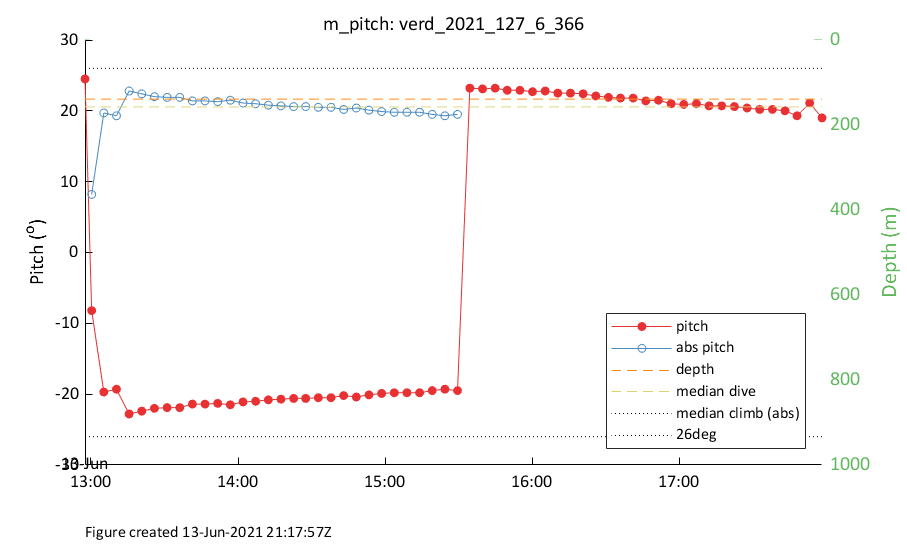 m_pitch: verd_2021_127_6_366
30
20
10
0
-10
-20
-30
Pitch (o)
0
200
400
600
800
1000
Depth (m)
pitch
abs pitch
depth
median dive
median climb (abs)
26deg
13-Jun
13:00 14:00 15:00 16:00 17:00
Figure created 13-Jun-2021 21:17:57Z